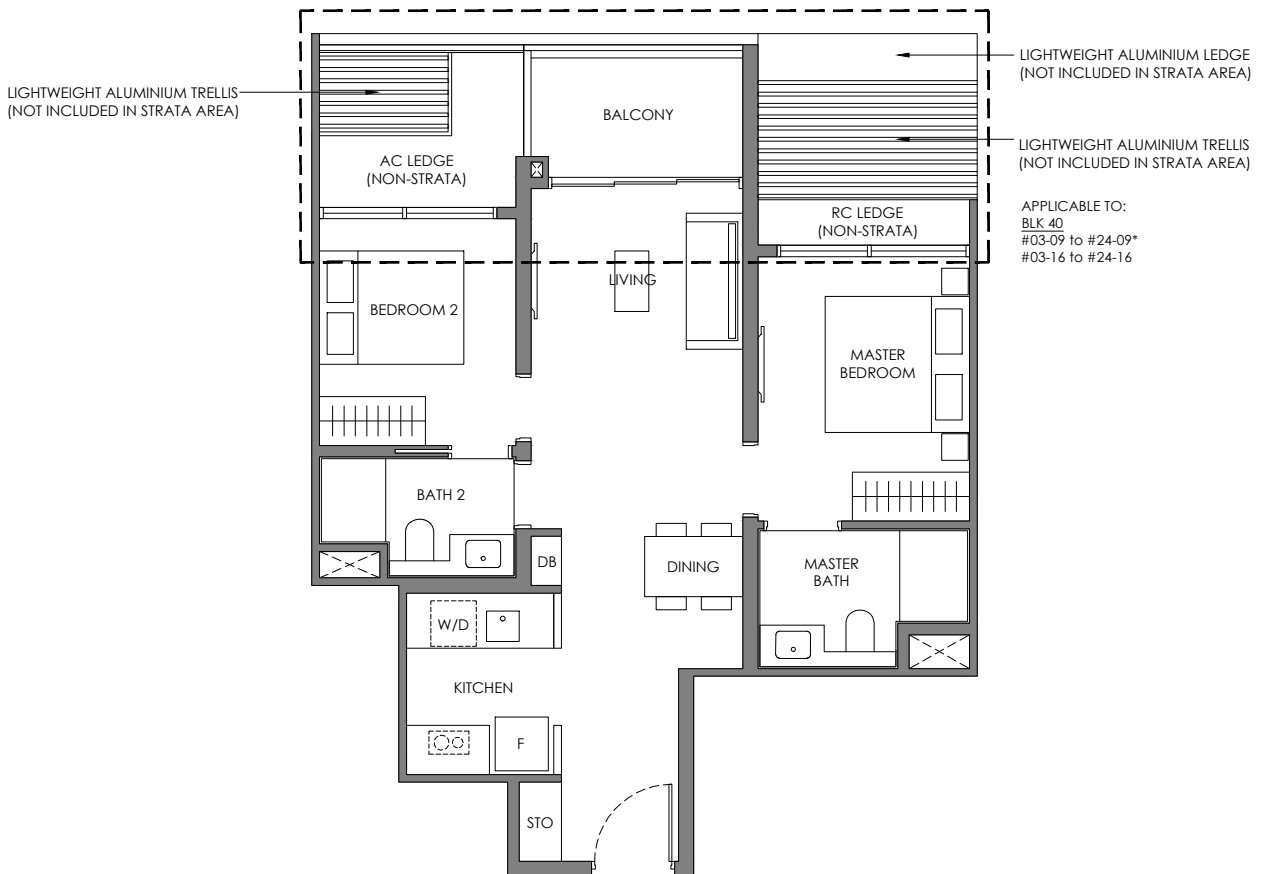 LIGHTWEIGHT ALUMINIUM LEDGE
(NOT INCLUDED IN STRATA AREA)
LIGHTWEIGHT ALUMINIUM TRELLIS
(NOT INCLUDED IN STRATA AREA)
BALCONY
LIGHTWEIGHT ALUMINIUM TRELLIS
(NOT INCLUDED IN STRATA AREA)
AC LEDGE
(NON-STRATA)
RC LEDGE
(NON-STRATA)
APPLICABLE TO:
BLK 40
#03-09 to #24-09*
#03-16 to #24-16
LIVING
BEDROOM 2
MASTER
BEDROOM
BATH 2
DB
DINING
MASTER
BATH
W/D
KITCHEN
F
STO